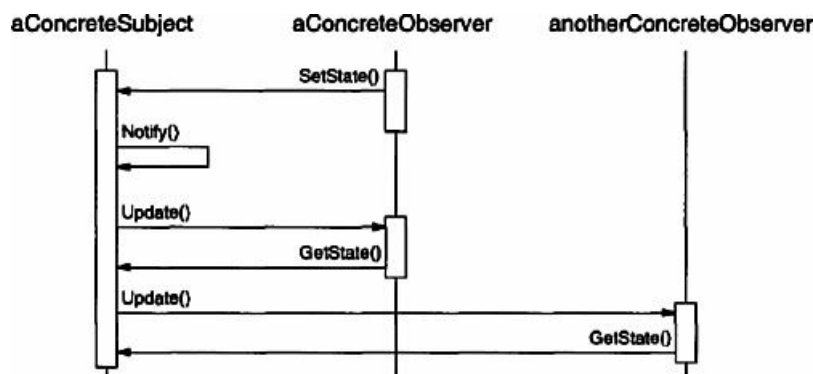 aConcreteSubject aConcreteObserver anotherConcreteObserver
SetState()
Notify()
Update()
GetState()
Update()
GetState()